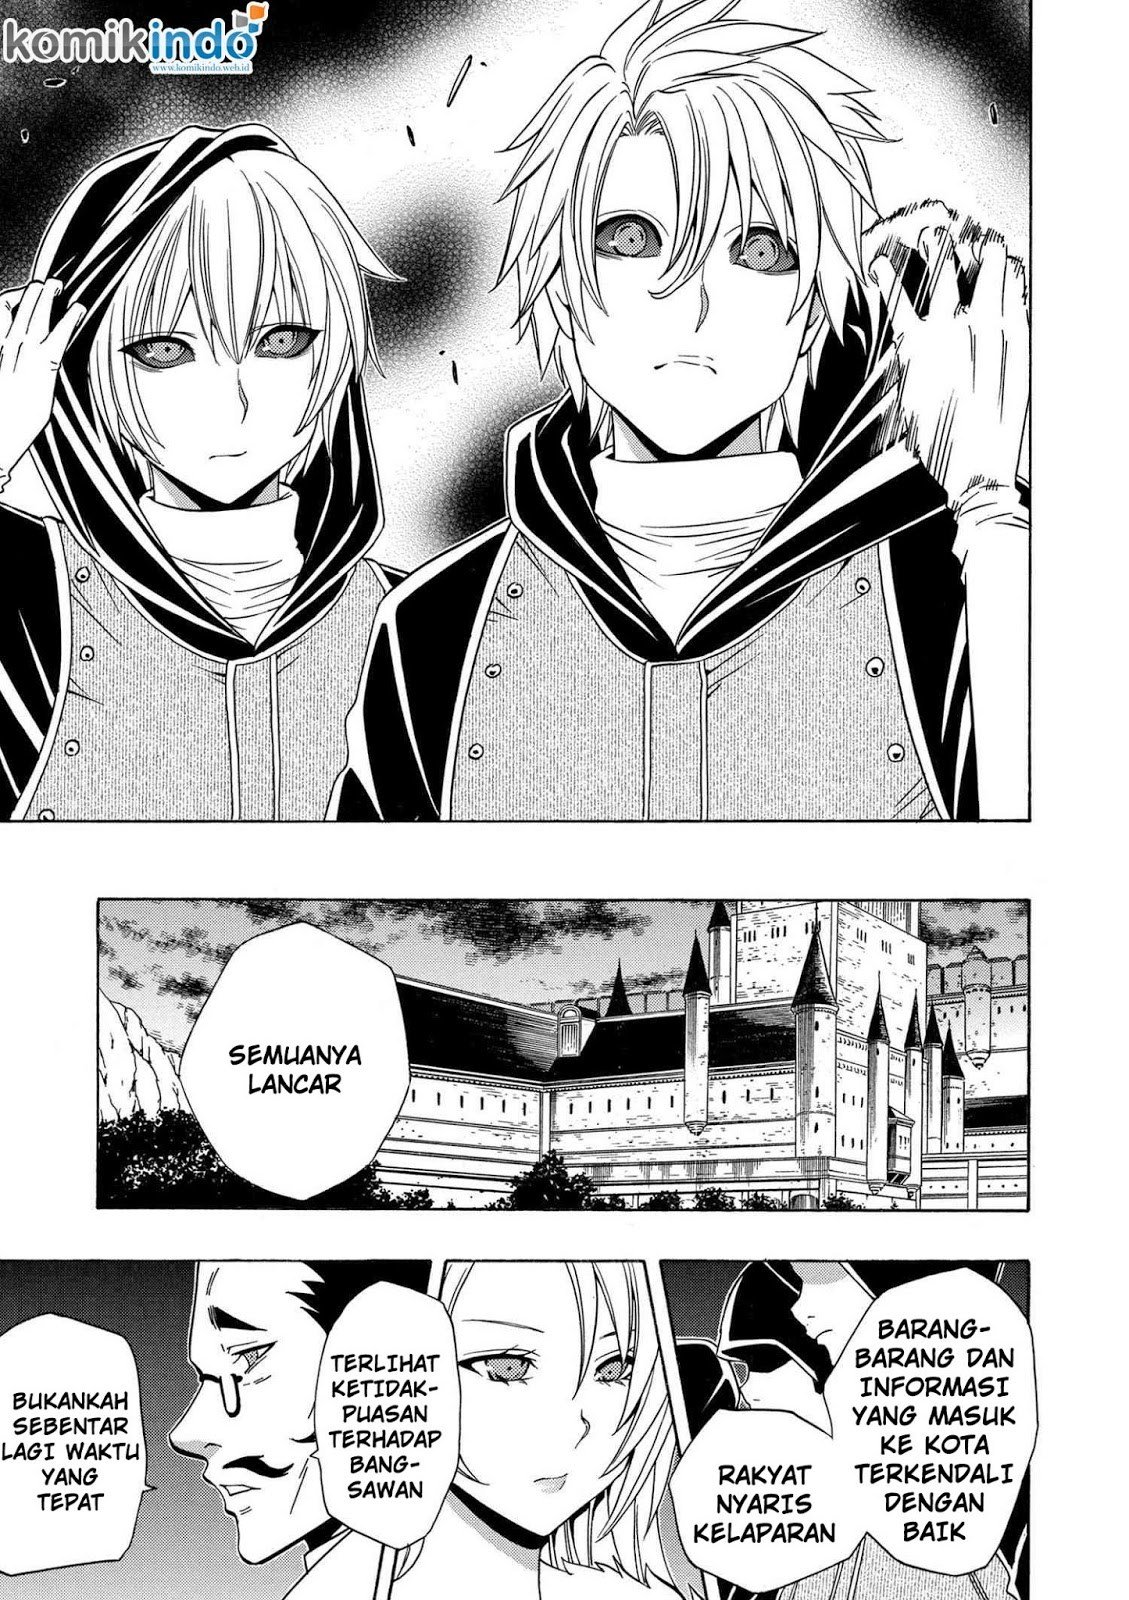 komikindo
www.komikindo.web.id
SEMUANYA
LANCAR
BARANG-
BARANG DAN
INFORMASI
YANG MASUK
KE KOTA
TERKENDALI
DENGAN
BAIK
RAKYAT
NYARIS
KELAPARAN
TERLIHAT
KETIDAK-
PUASAN
TERHADAP
BANG-
SAWAN
BUKANKAH
SEBENTAR
LAGI WAKTU
YANG
TEPAT